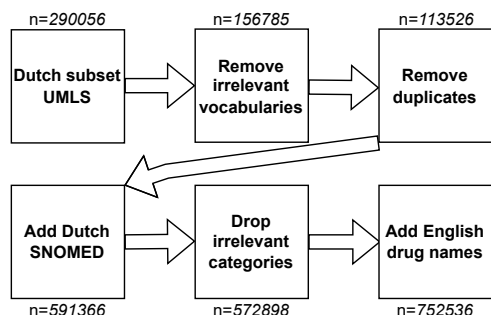 n=290056
n=156785
n=113526
Dutch subset
UMLS
Remove
irrelevant
vocabularies
Remove
duplicates
Add Dutch
SNOMED
Drop
irrelevant
categories
Add English
drug names
n=591366
n=572898
n=752536